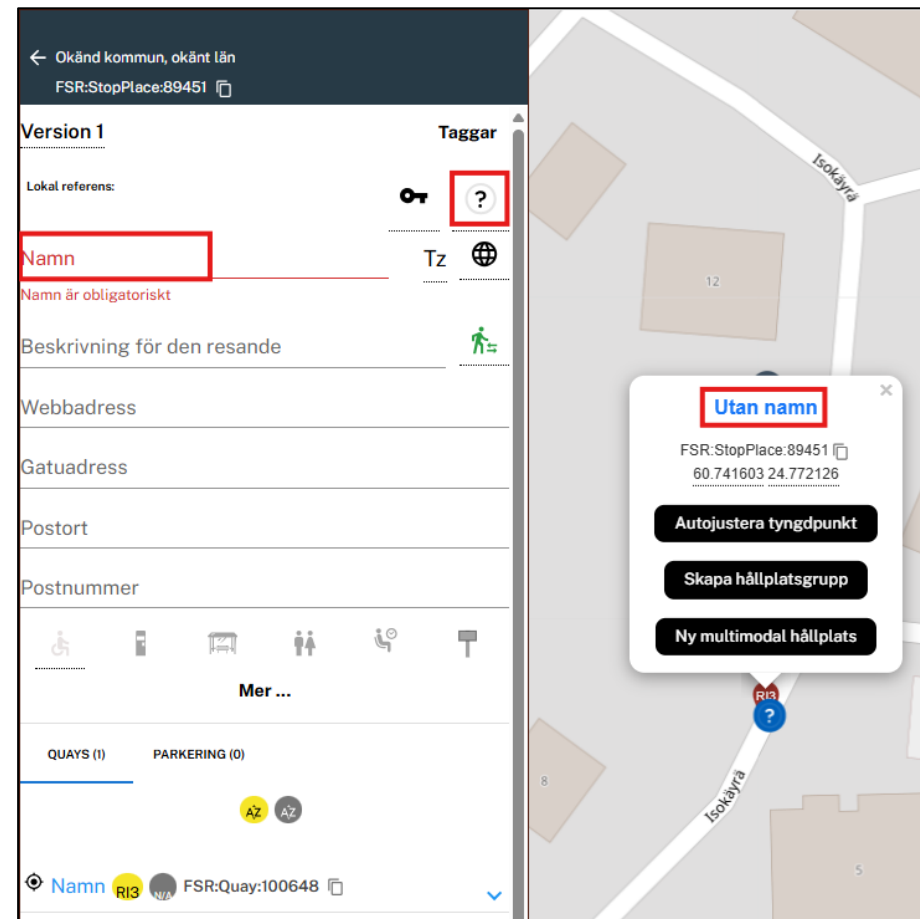 Okänd kommun, okänt län
FSR:StopPlace:89451
Version 1
Taggar
Lokal referens:
?
Namn
Tz
Namn är obligatoriskt
Beskrivning för den resande
Webbadress
Gatuadress
Postort
Postnummer
Mer ...
QUAYS (1)
PARKERING (0)
AZ
AZ
Namn
RI3
N/A
FSR:Quay:100648
Isokäyrä
12
Utan namn
×
FSR:StopPlace:89451
60.741603 24.772126
Autojustera tyngdpunkt
Skapa hållplatsgrupp
Ny multimodal hållplats
RI3
?
Isokäyrä
8
5